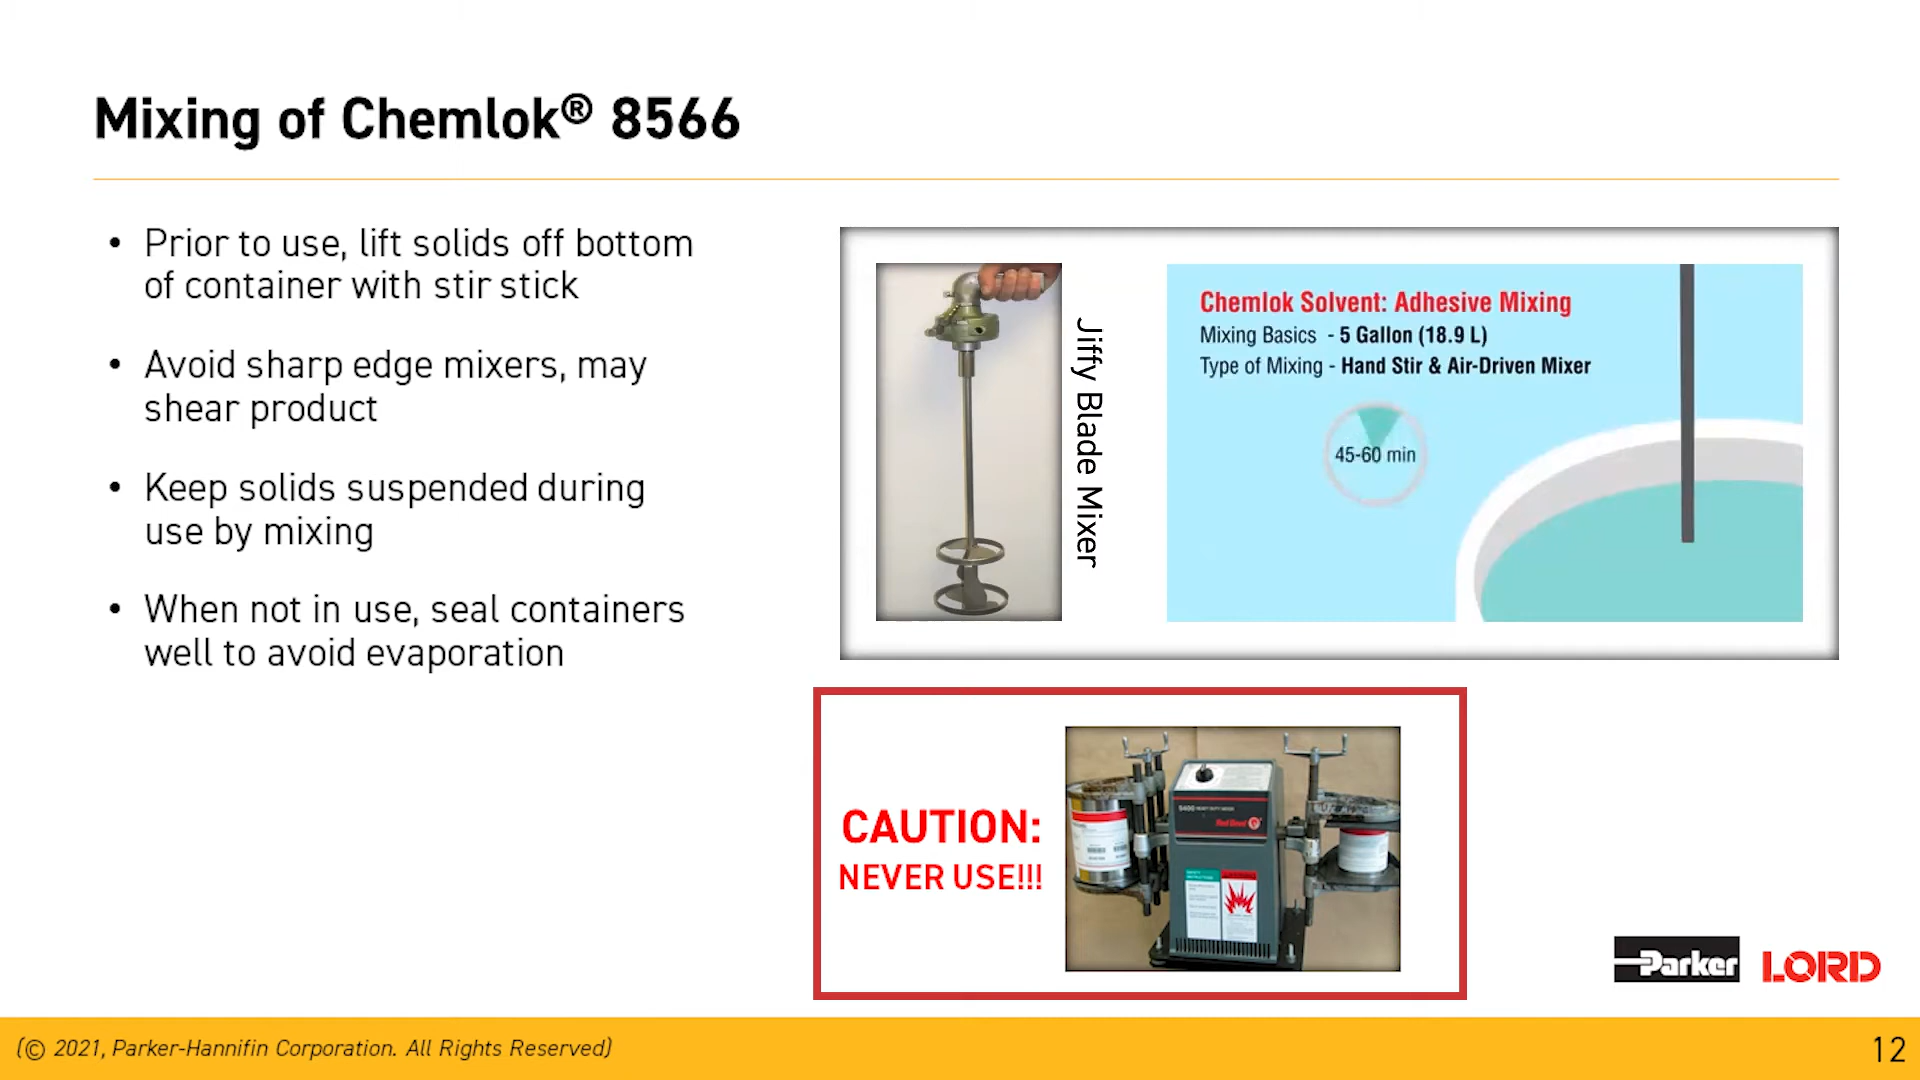 Mixing of Chemlok® 8566
• Prior to use, lift solids off bottom
of container with stir stick
• Avoid sharp edge mixers, may
shear product
• Keep solids suspended during
use by mixing
• When not in use, seal containers
well to avoid evaporation
Jiffy Blade Mixer
Chemlok Solvent: Adhesive Mixing
Mixing Basics - 5 Gallon (18.9 L)
Type of Mixing - Hand Stir & Air-Driven Mixer
45-60 min
CAUTION:
NEVER USE!!!
5400
Red Devil
Parker LORD
(© 2021, Parker-Hannifin Corporation. All Rights Reserved)
12